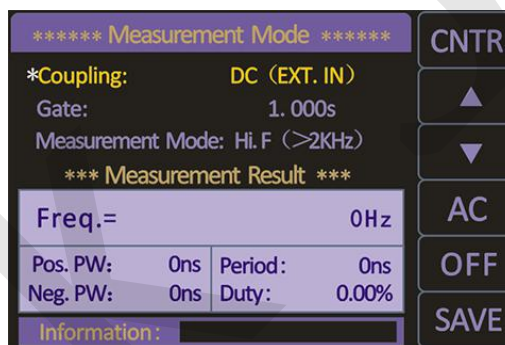 ****** Measurement Mode ******
*Coupling: DC（EXT. IN）
Gate: 1. 000s
Measurement Mode: Hi. F（>2KHz）
*** Measurement Result ***
Freq.= 0Hz
Pos. PW: 0ns Period: 0ns
Neg. PW: 0ns Duty: 0.00%
Information:
CNTR
▲
▼
AC
OFF
SAVE